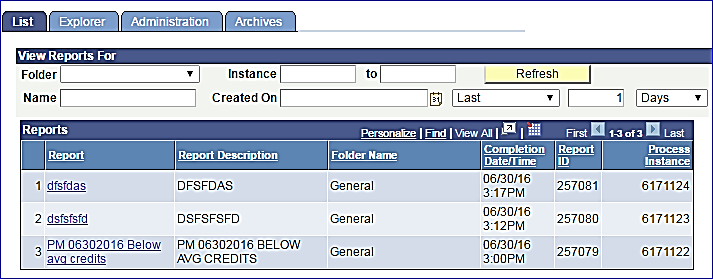 List Explorer Administration Archives
View Reports For
Folder Instance to Refresh
Name Created On 31 Last 1 Days
Reports Personalize | Find | View All | First 1-3 of 3 Last
Report Report Description Folder Name Completion Date/Time Report ID Process Instance
1 dfsfdas DFSFDAS General 06/30/16 3:17PM 257081 6171124
2 dsfsfsfd DSFSFSFD General 06/30/16 3:12PM 257080 6171123
3 PM 06302016 Below avg credits PM 06302016 BELOW AVG CREDITS General 06/30/16 3:00PM 257079 6171122